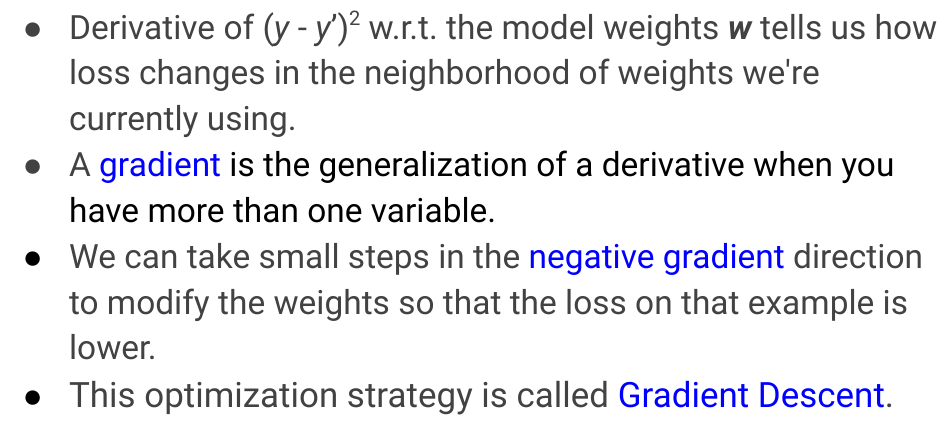 ● Derivative of (y - y’)² w.r.t. the model weights w tells us how
loss changes in the neighborhood of weights we're
currently using.
● A gradient is the generalization of a derivative when you
have more than one variable.
● We can take small steps in the negative gradient direction
to modify the weights so that the loss on that example is
lower.
● This optimization strategy is called Gradient Descent.